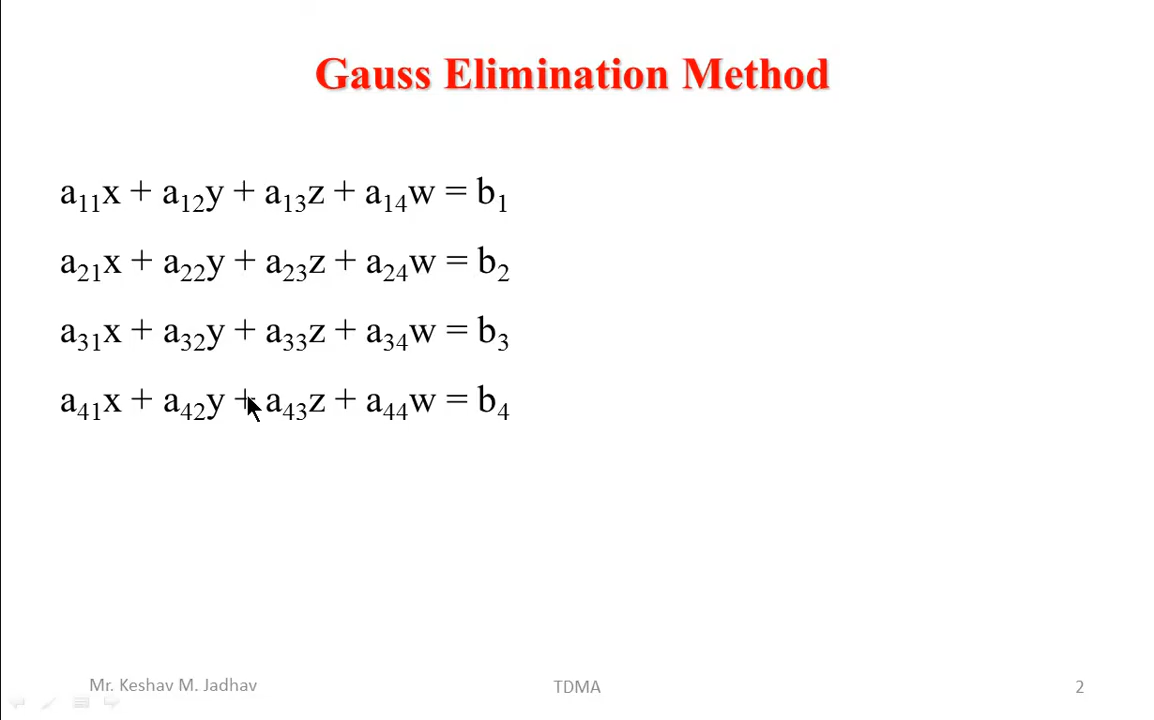 Gauss Elimination Method
a₁₁x + a₁₂y + a₁₃z + a₁₄w = b₁
a₂₁x + a₂₂y + a₂₃z + a₂₄w = b₂
a₃₁x + a₃₂y + a₃₃z + a₃₄w = b₃
a₄₁x + a₄₂y + a₄₃z + a₄₄w = b₄
Mr. Keshav M. Jadhav TDMA 2